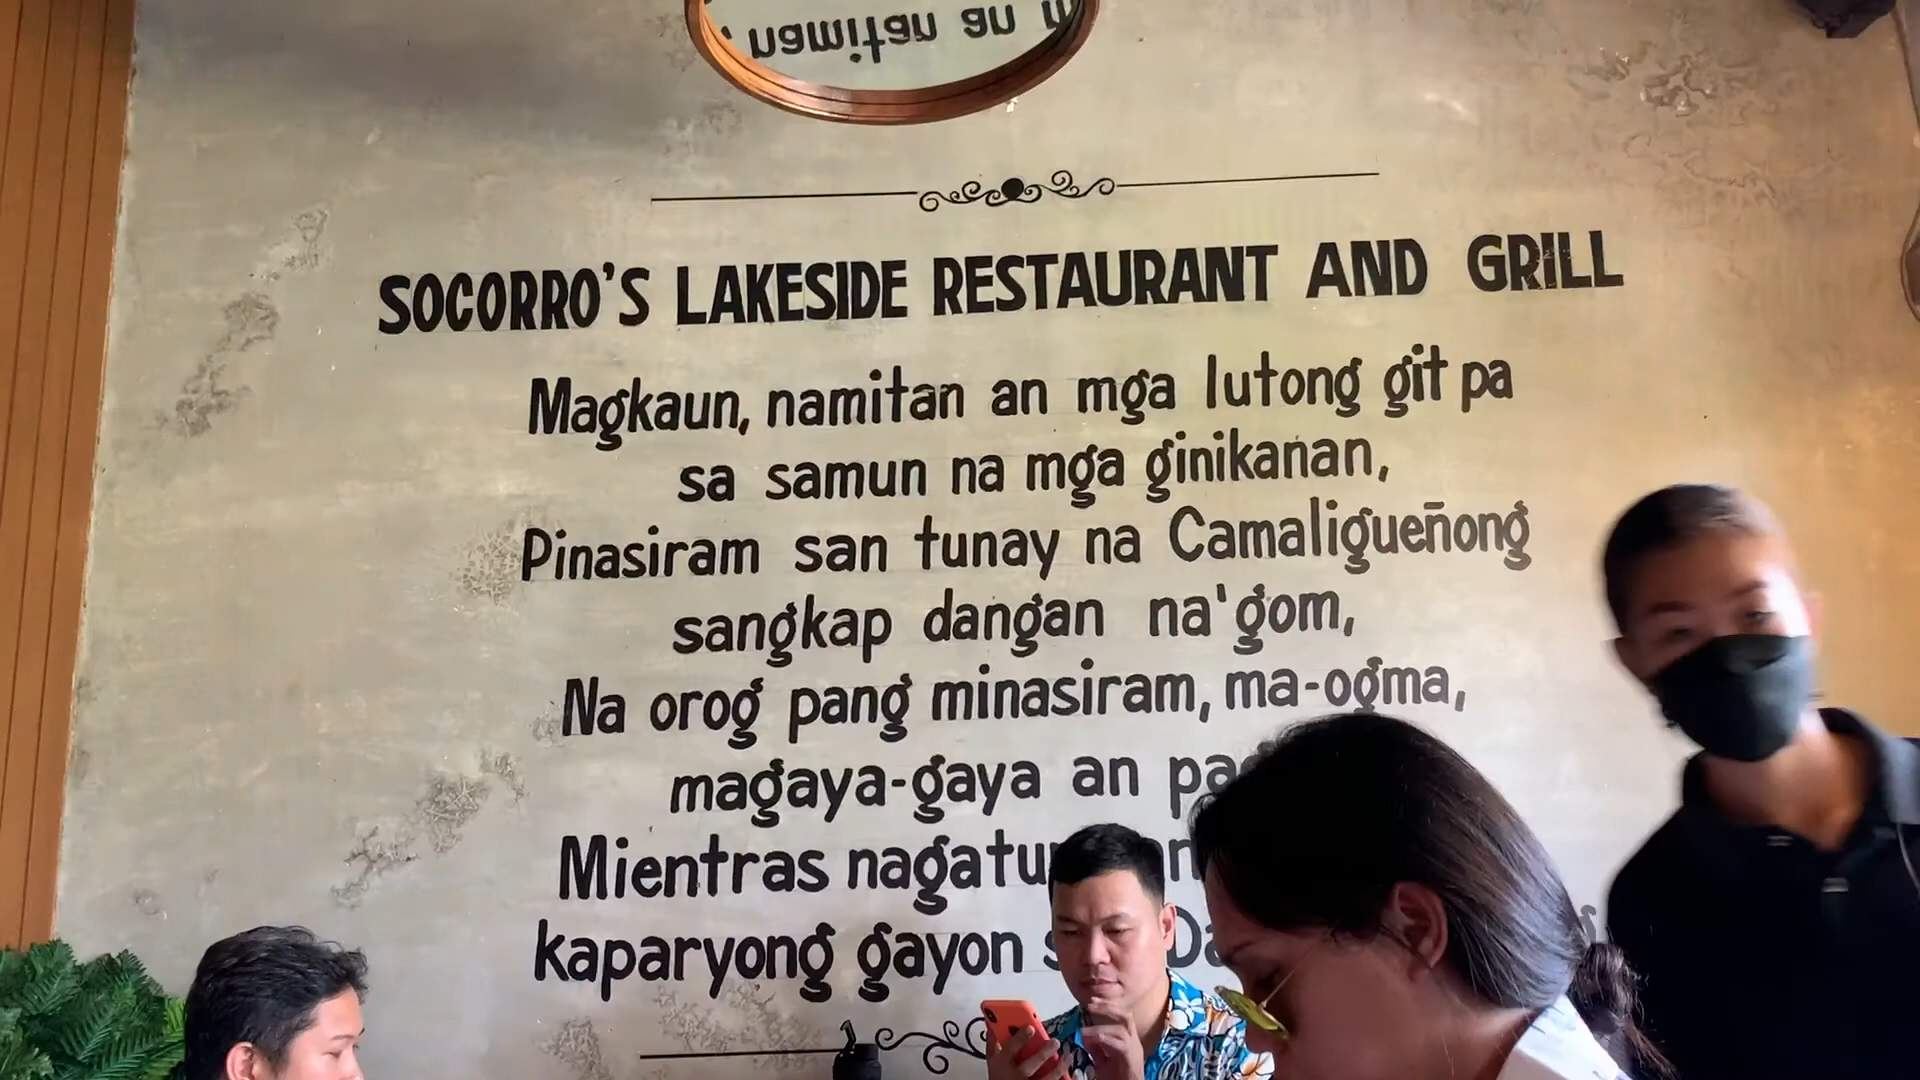 namitan an
SOCORRO'S LAKESIDE RESTAURANT AND GRILL
Magkaun, namitan an mga lutong git pa
sa samun na mga ginikanan,
Pinasiram san tunay na Camaligueñong
sangkap dangan na'gom,
Na orog pang minasiram, ma-ogma,
magaya-gaya an
Mientras
kaparyong gayon